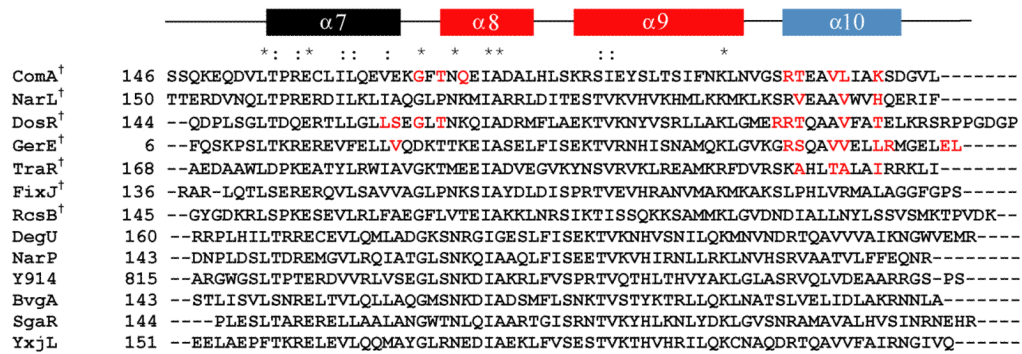 α7 α8 α9 α10
*: :* :: : * * ** :: *
ComA† 146 SSQKEQDVLTPRECLILQEVEKGFTNQEIADALHLSKRSIEYSLTSIFNKLNVGSRTEAVLIAKSDGVL-------
NarL† 150 TTERDVNQLTPRERDILKLIAQGLPNKMIARRLDITESTVKVHVKHMLKKMKLKSRVEAAVWVHQERIF-------
DosR† 144 --QDPLSGLTDQERTLLGLLSEGLTNKQIADRMFLAEKTVKNYVSRLLAKLGMERRTQAAVFATELKRSRPPGDGP
GerE† 6 --FQSKPSLTKREREVFELLVQDKTTKEIASELFISEKTVRNHISNAMQKLGVKGRSQAVVELLRMGELEL-----
TraR† 168 --AEDAAWLDPKEATYLRWIAVGKTMEEIADVEGVKYNSVRVKLREAMKRFDVRSKAHLTALAIRRKLI-------
FixJ† 136 -RAR-LQTLSERERQVLSAVVAGLPNKSIAYDLDISPRTVEVHRANVMAKMKAKSLPHLVRMALAGGFGPS-----
RcsB† 145 --GYGDKRLSPKESEVLRLFAEGFLVTEIAKKLNRSIKTISSQKKSAMMKLGVDNDIALLNYLSSVSMKTPVDK--
DegU 160 --RRPLHILTRRECEVLQMLADGKSNRGIGESLFISEKTVKNHVSNILQKMNVNDRTQAVVVAIKNGWVEMR----
NarP 143 --DNPLDSLTDREMGVLRQIATGLSNKQIAAQLFISEETVKVHIRNLLRKLNVHSRVAATVLFFEQNR--------
Y914 815 --ARGWGSLTPTERDVVRLVSEGLSNKDIAKRLFVSPRTVQTHLTHVYAKLGLASRVQLVDEAARRGS-PS-----
BvgA 143 --STLISVLSNRELTVLQLLAQGMSNKDIADSMFLSNKTVSTYKTRLLQKLNATSLVELIDLAKRNNLA-------
SgaR 144 ----PLESLTARERELLAALANGWTNLQIAARTGISRNTVKYHLKNLYDKLGVSNRAMAVALHVSINRNEHR----
YxjL 151 --EELAEPFTKRELEVLQQMAYGLRNEDIAEKLFVSESTVKTHVHRILQKCNAQDRTQAVVFAIRNGIVQ------